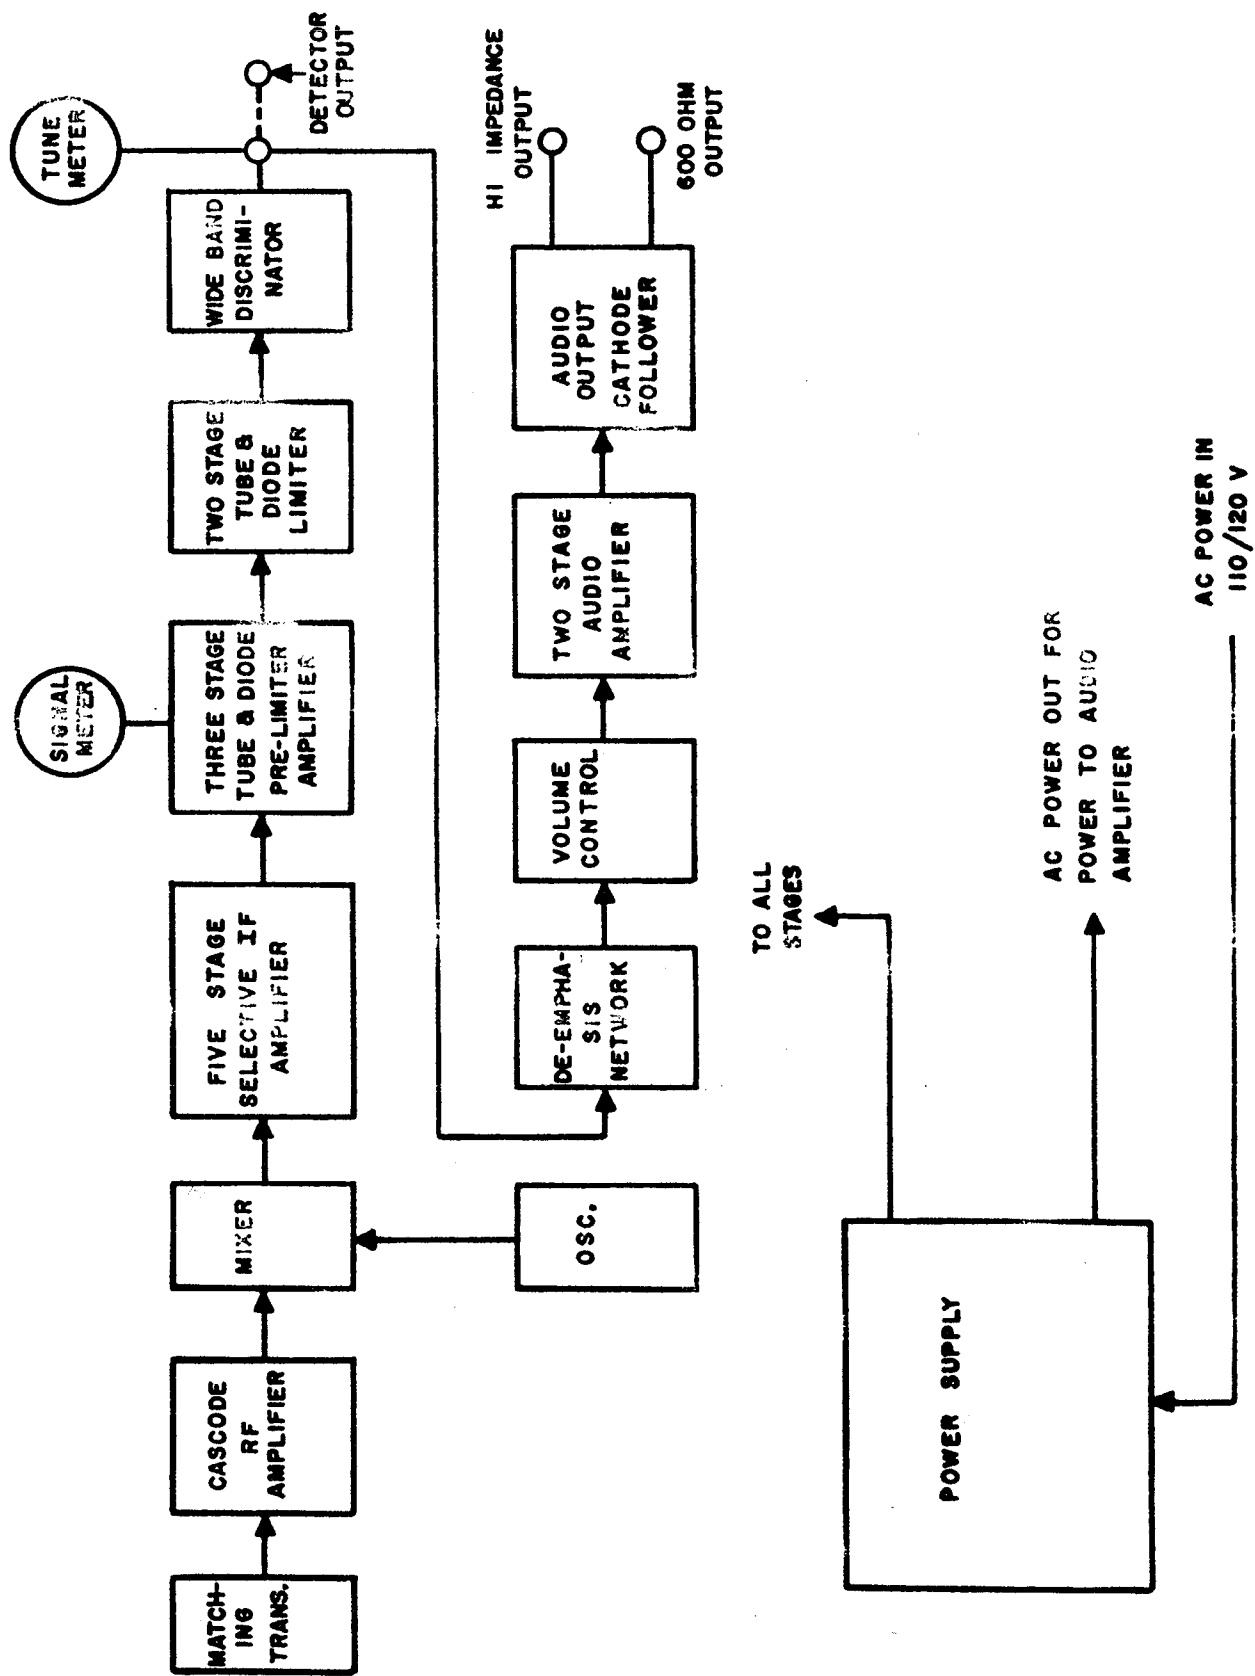 TUNE
METER
DETECTOR
OUTPUT
SIGNAL
METER
MATCH-
ING
TRANS.
CASCODE
RF
AMPLIFIER
MIXER
FIVE STAGE
SELECTIVE IF
AMPLIFIER
THREE STAGE
TUBE & DIODE
PRE-LIMITER
AMPLIFIER
TWO STAGE
TUBE &
DIODE
LIMITER
WIDE BAND
DISCRIMI-
NATOR
OSC.
DE-EMPHA-
SIS
NETWORK
VOLUME
CONTROL
TWO STAGE
AUDIO
AMPLIFIER
AUDIO
OUTPUT
CATHODE
FOLLOWER
HI IMPEDANCE
OUTPUT
600 OHM
OUTPUT
TO ALL
STAGES
POWER SUPPLY
AC POWER OUT FOR
POWER TO AUDIO
AMPLIFIER
AC POWER IN
110/120 V